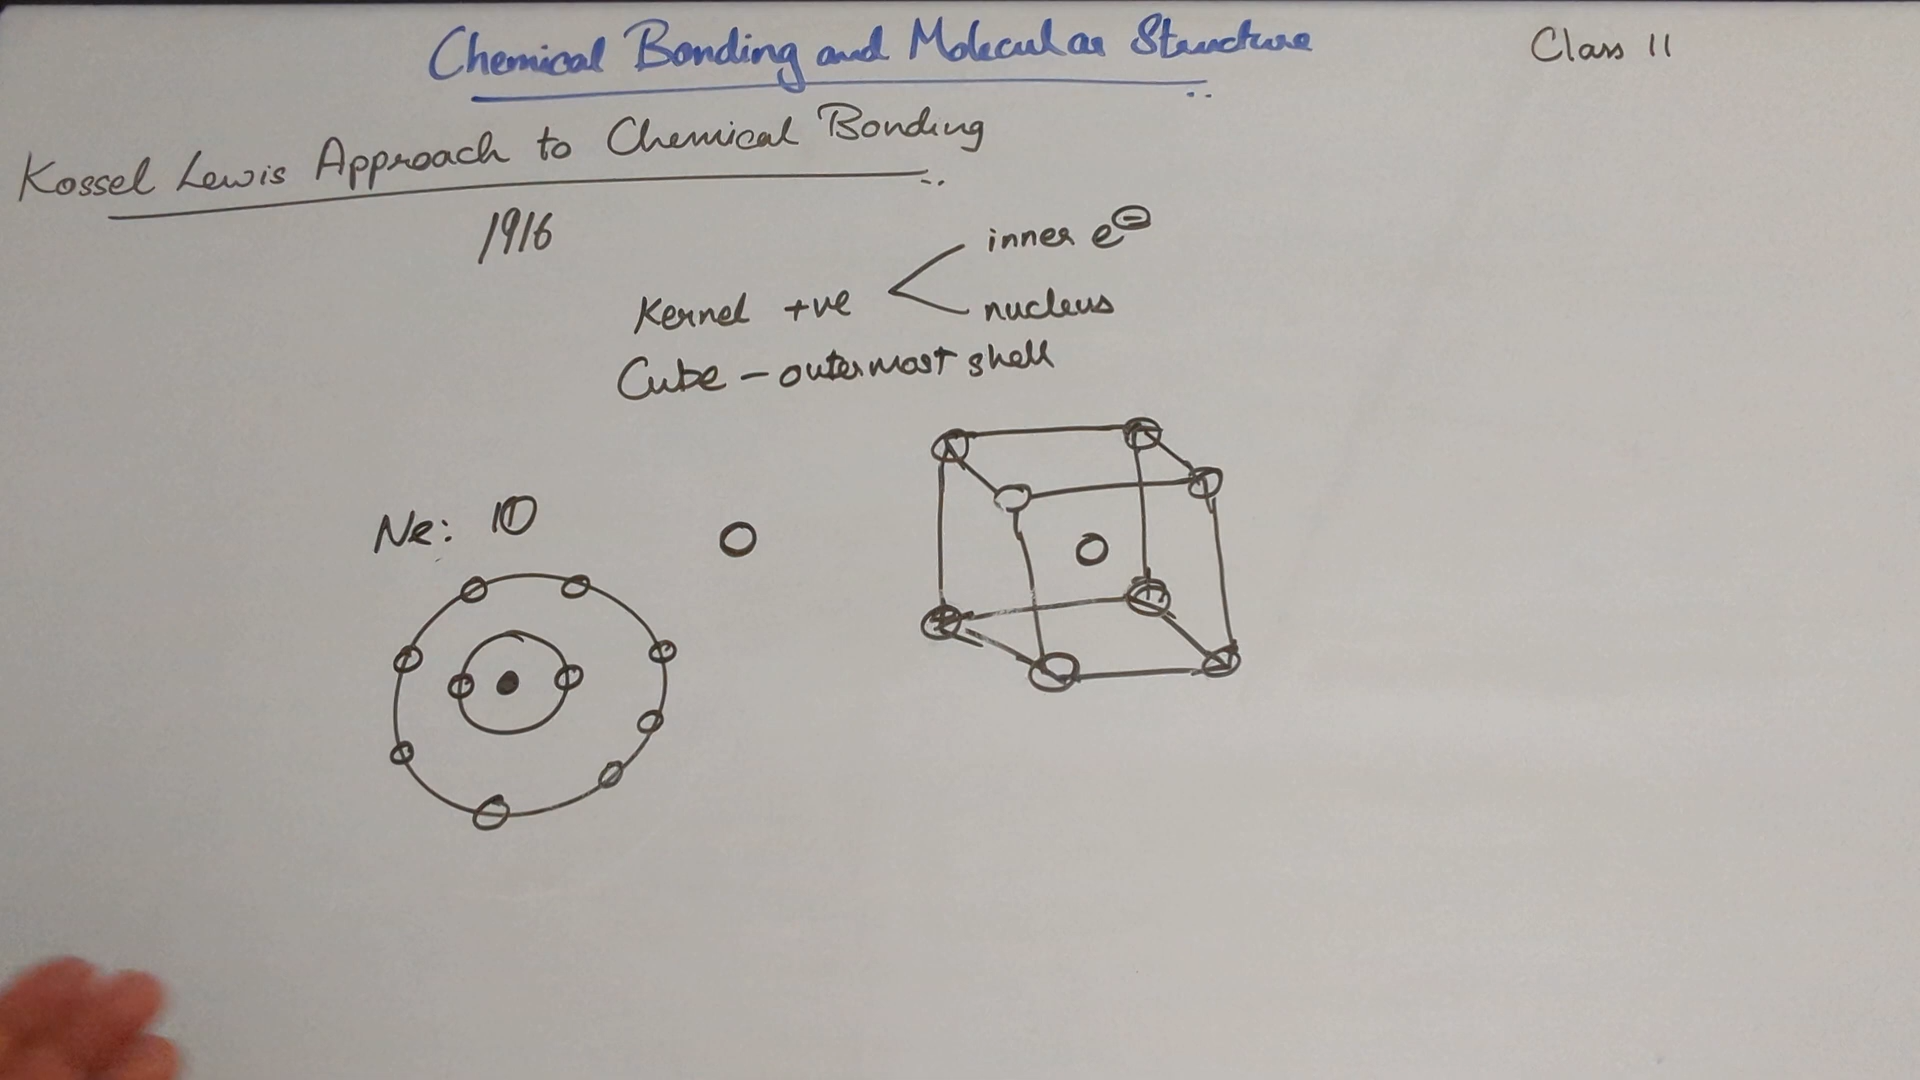 Chemical Bonding and Molecular Structure
Class 11
Kossel Lewis Approach to Chemical Bonding
1916
inner e⊖
Kernel +ve
nucleus
Cube - outermost shell
Ne: 10